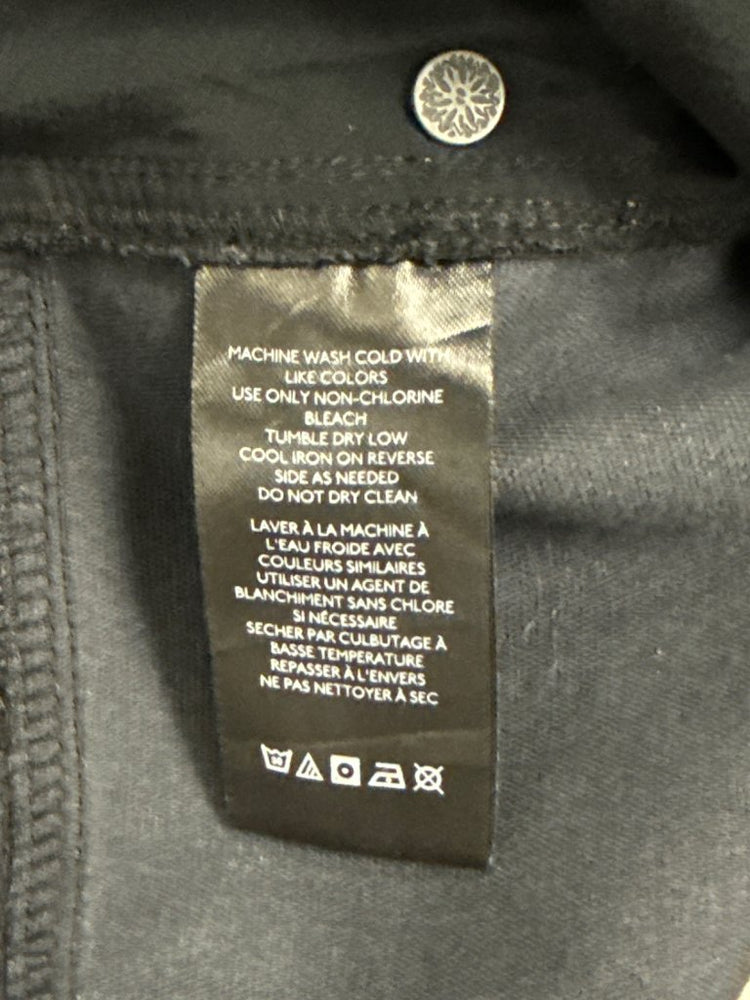 MACHINE WASH COLD WITH
LIKE COLORS
USE ONLY NON-CHLORINE
BLEACH
TUMBLE DRY LOW
COOL IRON ON REVERSE
SIDE AS NEEDED
DO NOT DRY CLEAN
LAVER À LA MACHINE À
L'EAU FROIDE AVEC
COULEURS SIMILAIRES
UTILISER UN AGENT DE
BLANCHIMENT SANS CHLORE
SI NÉCESSAIRE
SECHER PAR CULBUTAGE À
BASSE TEMPERATURE
REPASSER À L'ENVERS
NE PAS NETTOYER À SEC